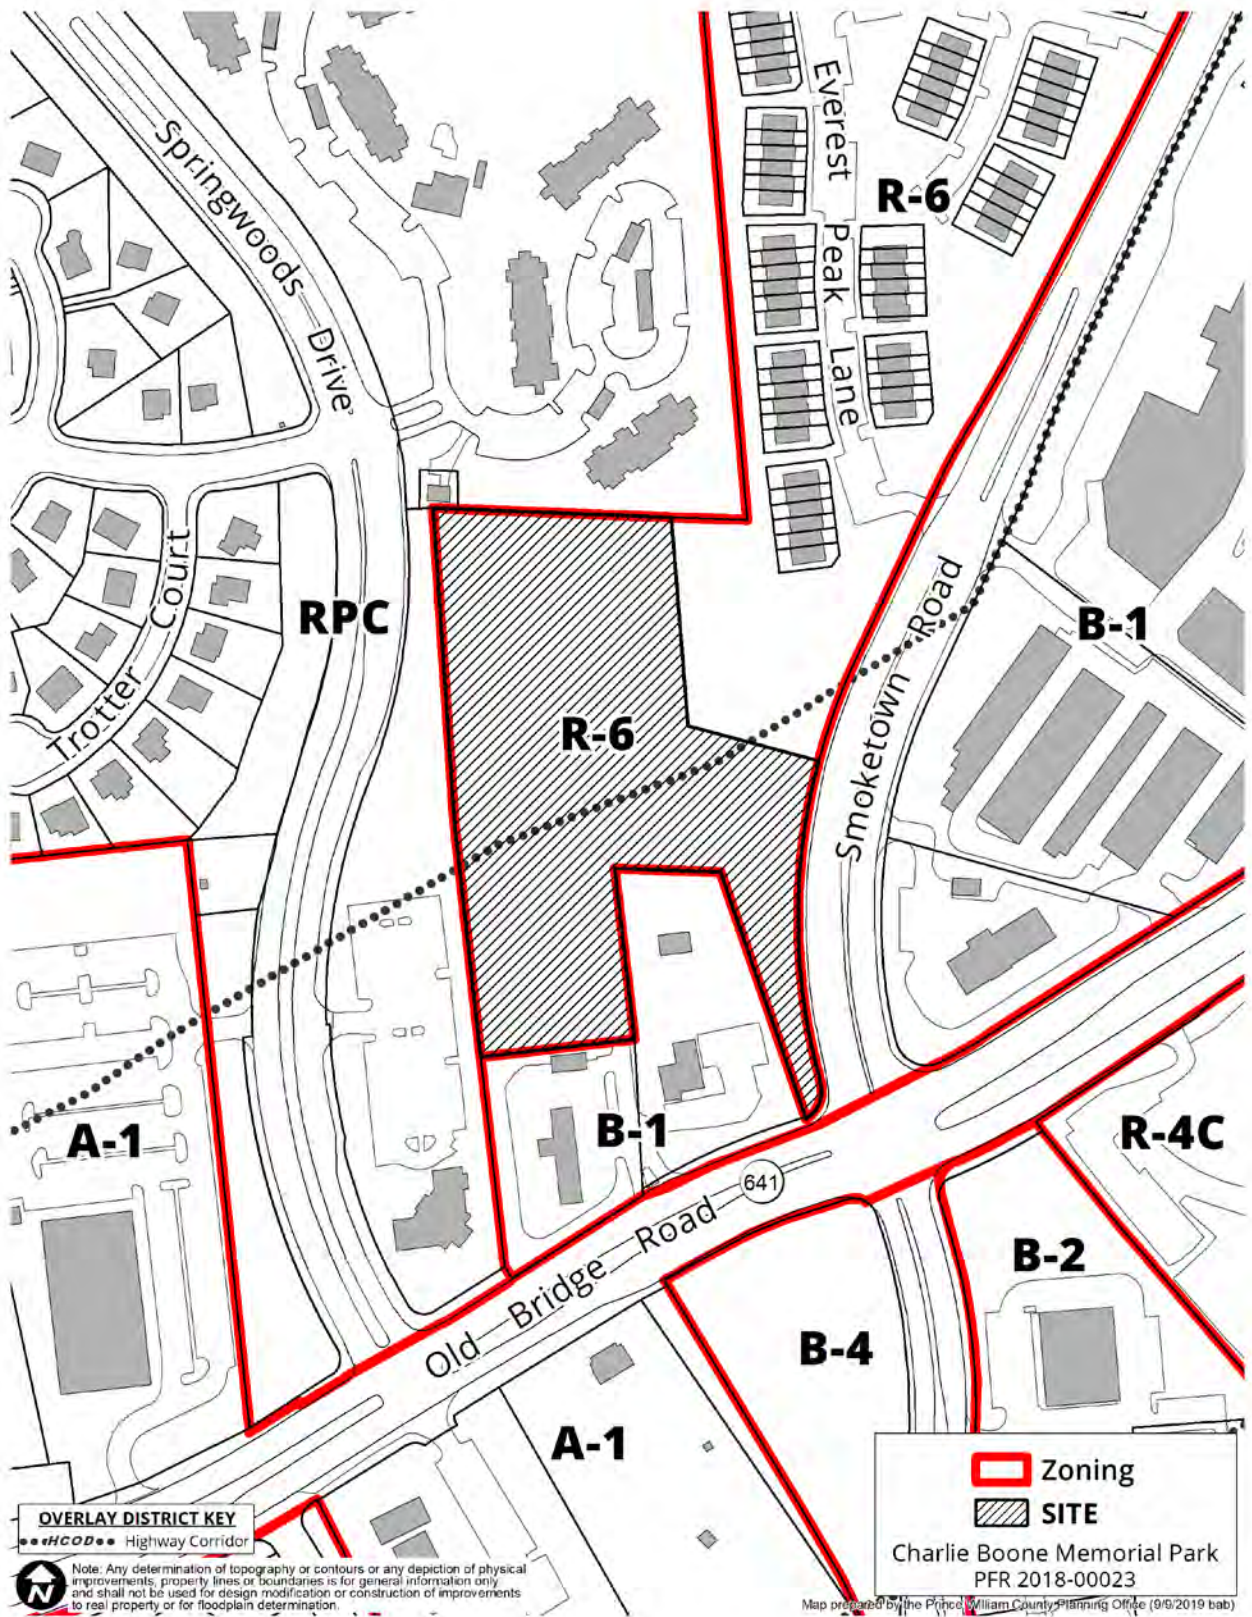 Springwoods Drive
Everest Peak Lane
R-6
Trotter Court
RPC
Smoketown Road
B-1
R-6
A-1
B-1
R-4C
641
Old Bridge Road
B-2
B-4
A-1
Zoning
SITE
Charlie Boone Memorial Park
PFR 2018-00023
OVERLAY DISTRICT KEY
HCOD Highway Corridor
N
Note: Any determination of topography or contours or any depiction of physical
improvements, property lines or boundaries is for general information only
and shall not be used for design modification or construction of improvements
to real property or for floodplain determination.
Map prepared by the Prince William County Planning Office (9/9/2019 bab)